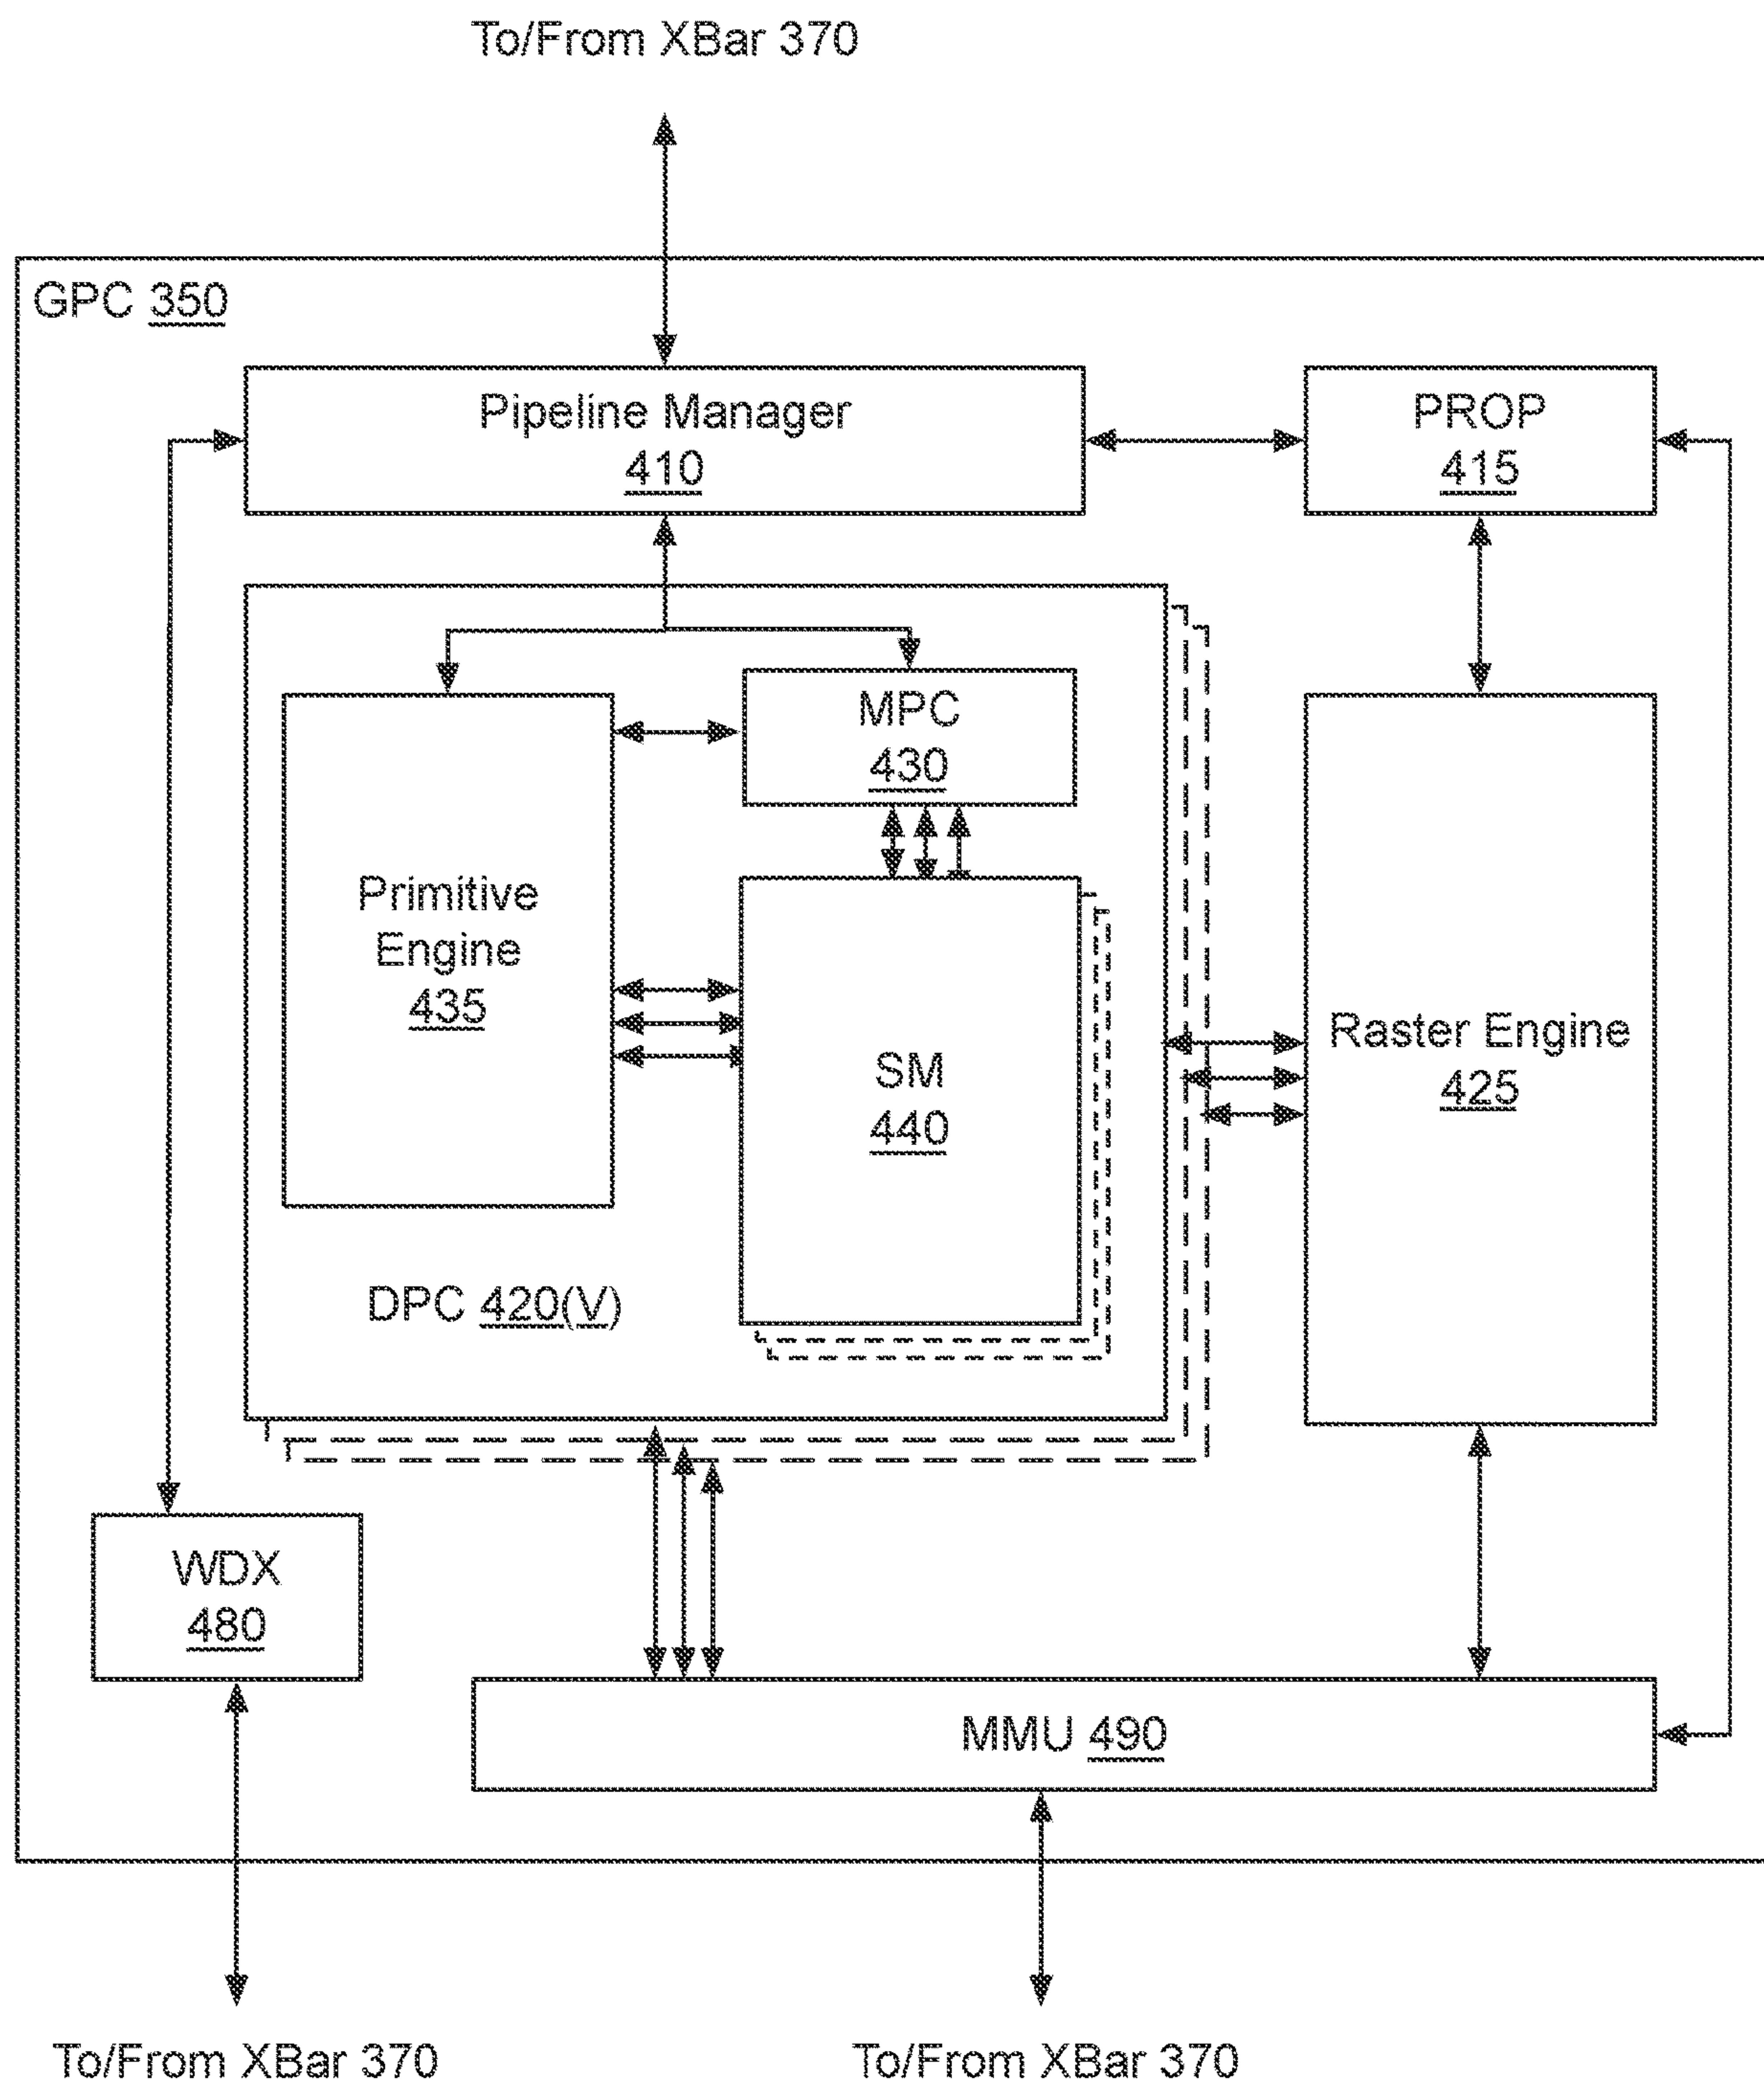 To/From XBar 370
GPC 350
Pipeline Manager
410
PROP
415
MPC
430
Primitive
Engine
435
SM
440
Raster Engine
425
DPC 420(V)
WDX
480
MMU 490
To/From XBar 370
To/From XBar 370